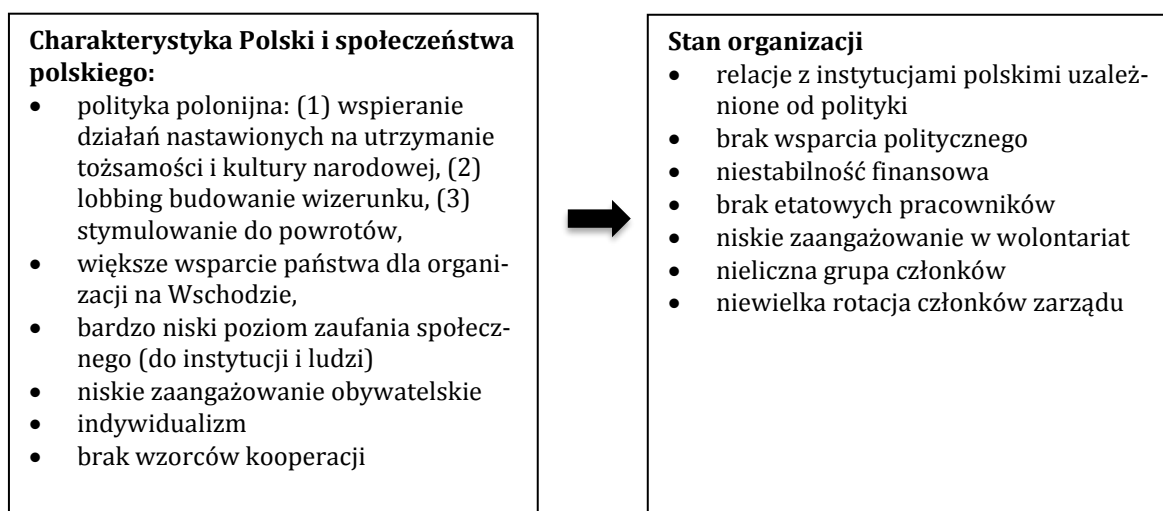 Charakterystyka Polski i społeczeństwa
polskiego:
• polityka polonijna: (1) wspieranie
działań nastawionych na utrzymanie
tożsamości i kultury narodowej, (2)
lobbing budowanie wizerunku, (3)
stymulowanie do powrotów,
• większe wsparcie państwa dla organi-
zacji na Wschodzie,
• bardzo niski poziom zaufania społecz-
nego (do instytucji i ludzi)
• niskie zaangażowanie obywatelskie
• indywidualizm
• brak wzorców kooperacji
Stan organizacji
• relacje z instytucjami polskimi uzależ-
nione od polityki
• brak wsparcia politycznego
• niestabilność finansowa
• brak etatowych pracowników
• niskie zaangażowanie w wolontariat
• nieliczna grupa członków
• niewielka rotacja członków zarządu